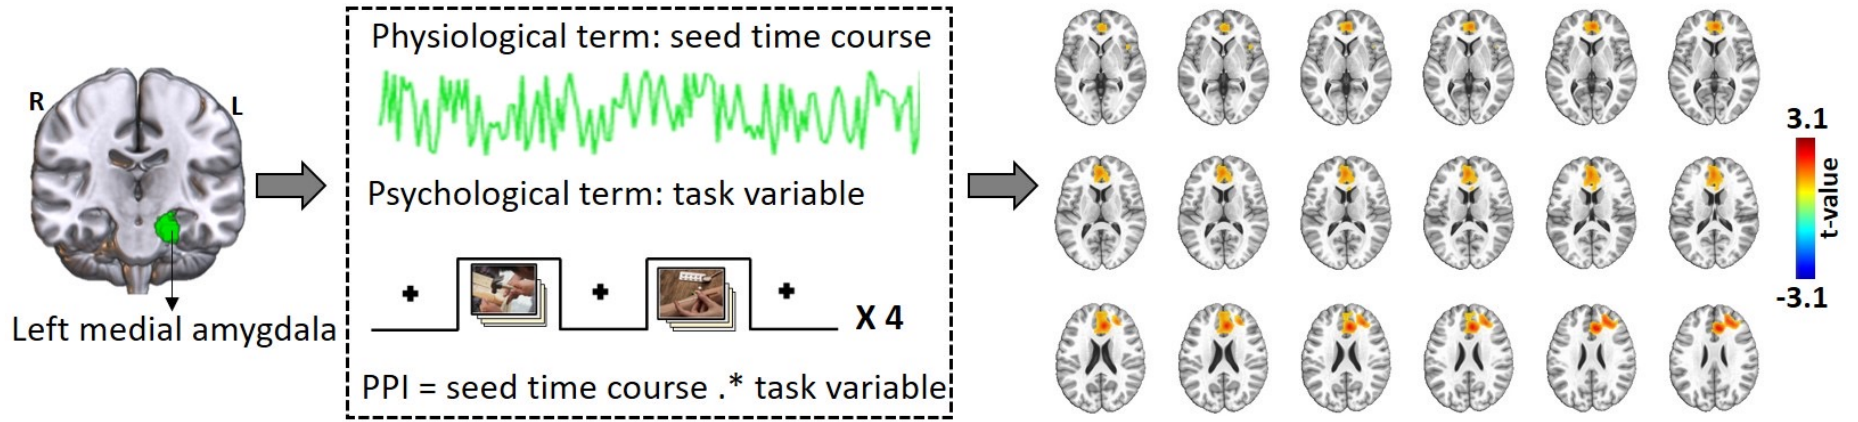 R
L
Left medial amygdala
Physiological term: seed time course
Psychological term: task variable
X 4
PPI = seed time course .* task variable
3.1
t-value
-3.1